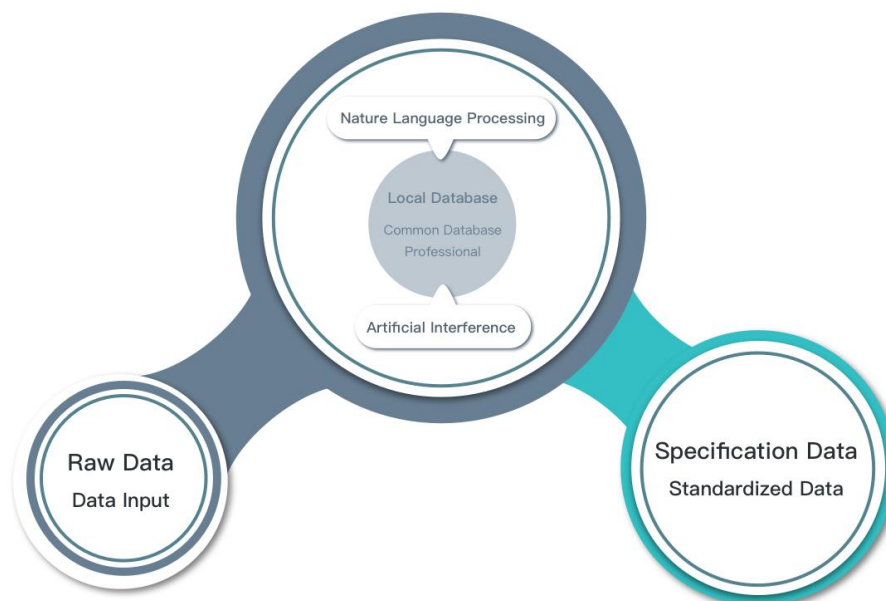 Nature Language Processing
Local Database
Common Database
Professional
Artificial Interference
Raw Data
Data Input
Specification Data
Standardized Data